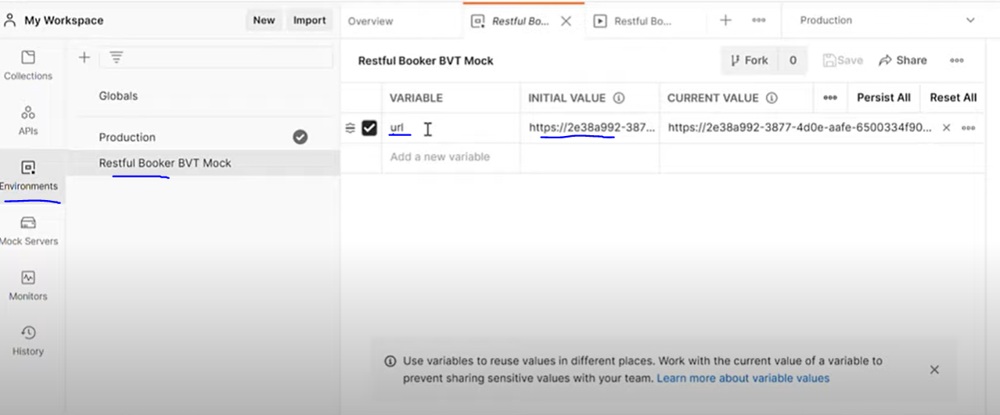 My Workspace
New
Import
Overview
Restful Bo...
Restful Bo...
Production
Collections
APIs
Environments
Mock Servers
Monitors
History
Globals
Production
Restful Booker BVT Mock
Restful Booker BVT Mock
Fork
0
Save
Share
VARIABLE
INITIAL VALUE
CURRENT VALUE
Persist All
Reset All
url
https://2e38a992-387...
https://2e38a992-3877-4d0e-aafe-6500334f90...
Add a new variable
Use variables to reuse values in different places. Work with the current value of a variable to
prevent sharing sensitive values with your team. Learn more about variable values